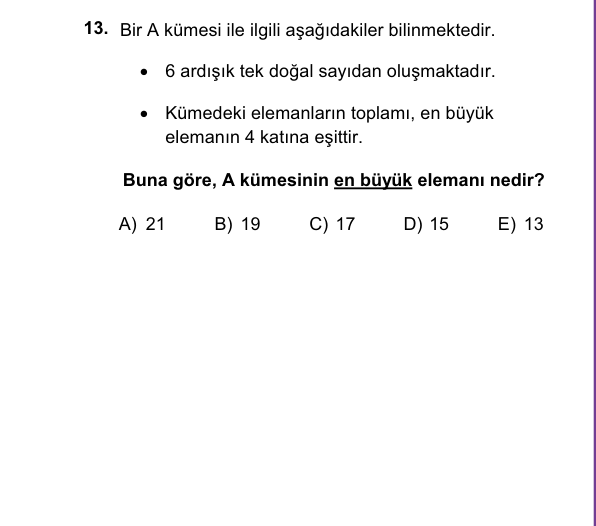 13. Bir A kümesi ile ilgili aşağıdakiler bilinmektedir.
• 6 ardışık tek doğal sayıdan oluşmaktadır.
• Kümedeki elemanların toplamı, en büyük
elemanın 4 katına eşittir.
Buna göre, A kümesinin en büyük elemanı nedir?
A) 21 B) 19 C) 17 D) 15 E) 13